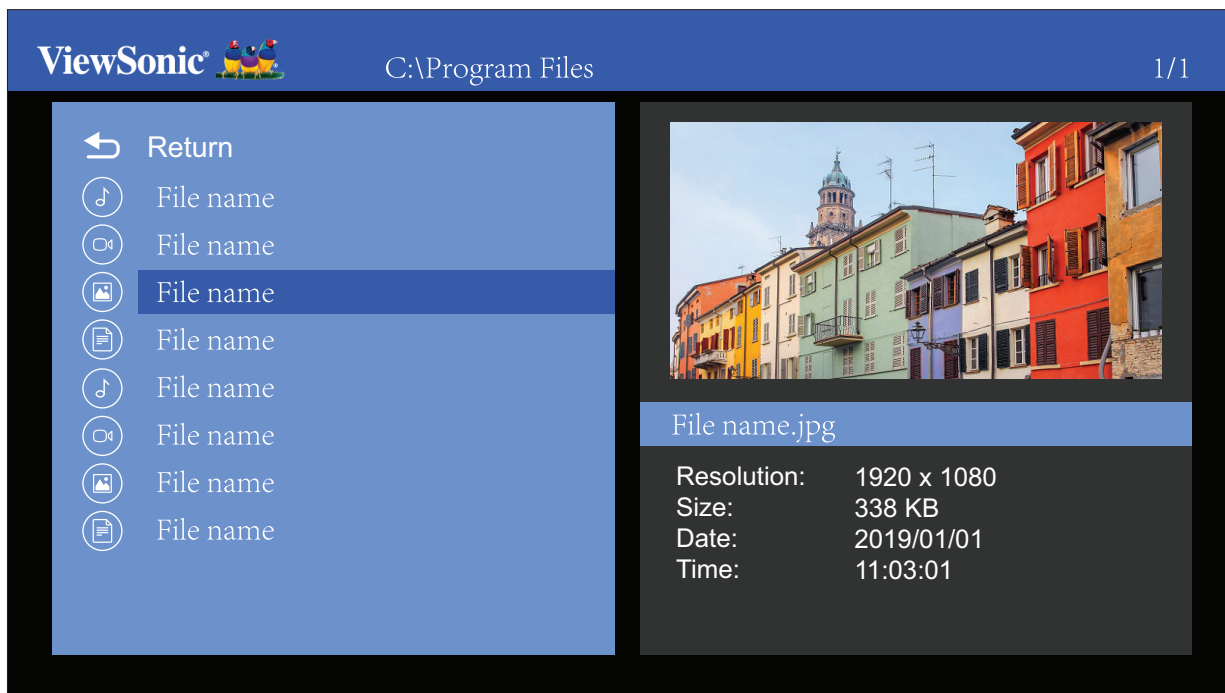 ViewSonic® C:\Program Files 1/1
Return
File name
File name
File name
File name
File name
File name
File name
File name
File name.jpg
Resolution: 1920 x 1080
Size: 338 KB
Date: 2019/01/01
Time: 11:03:01